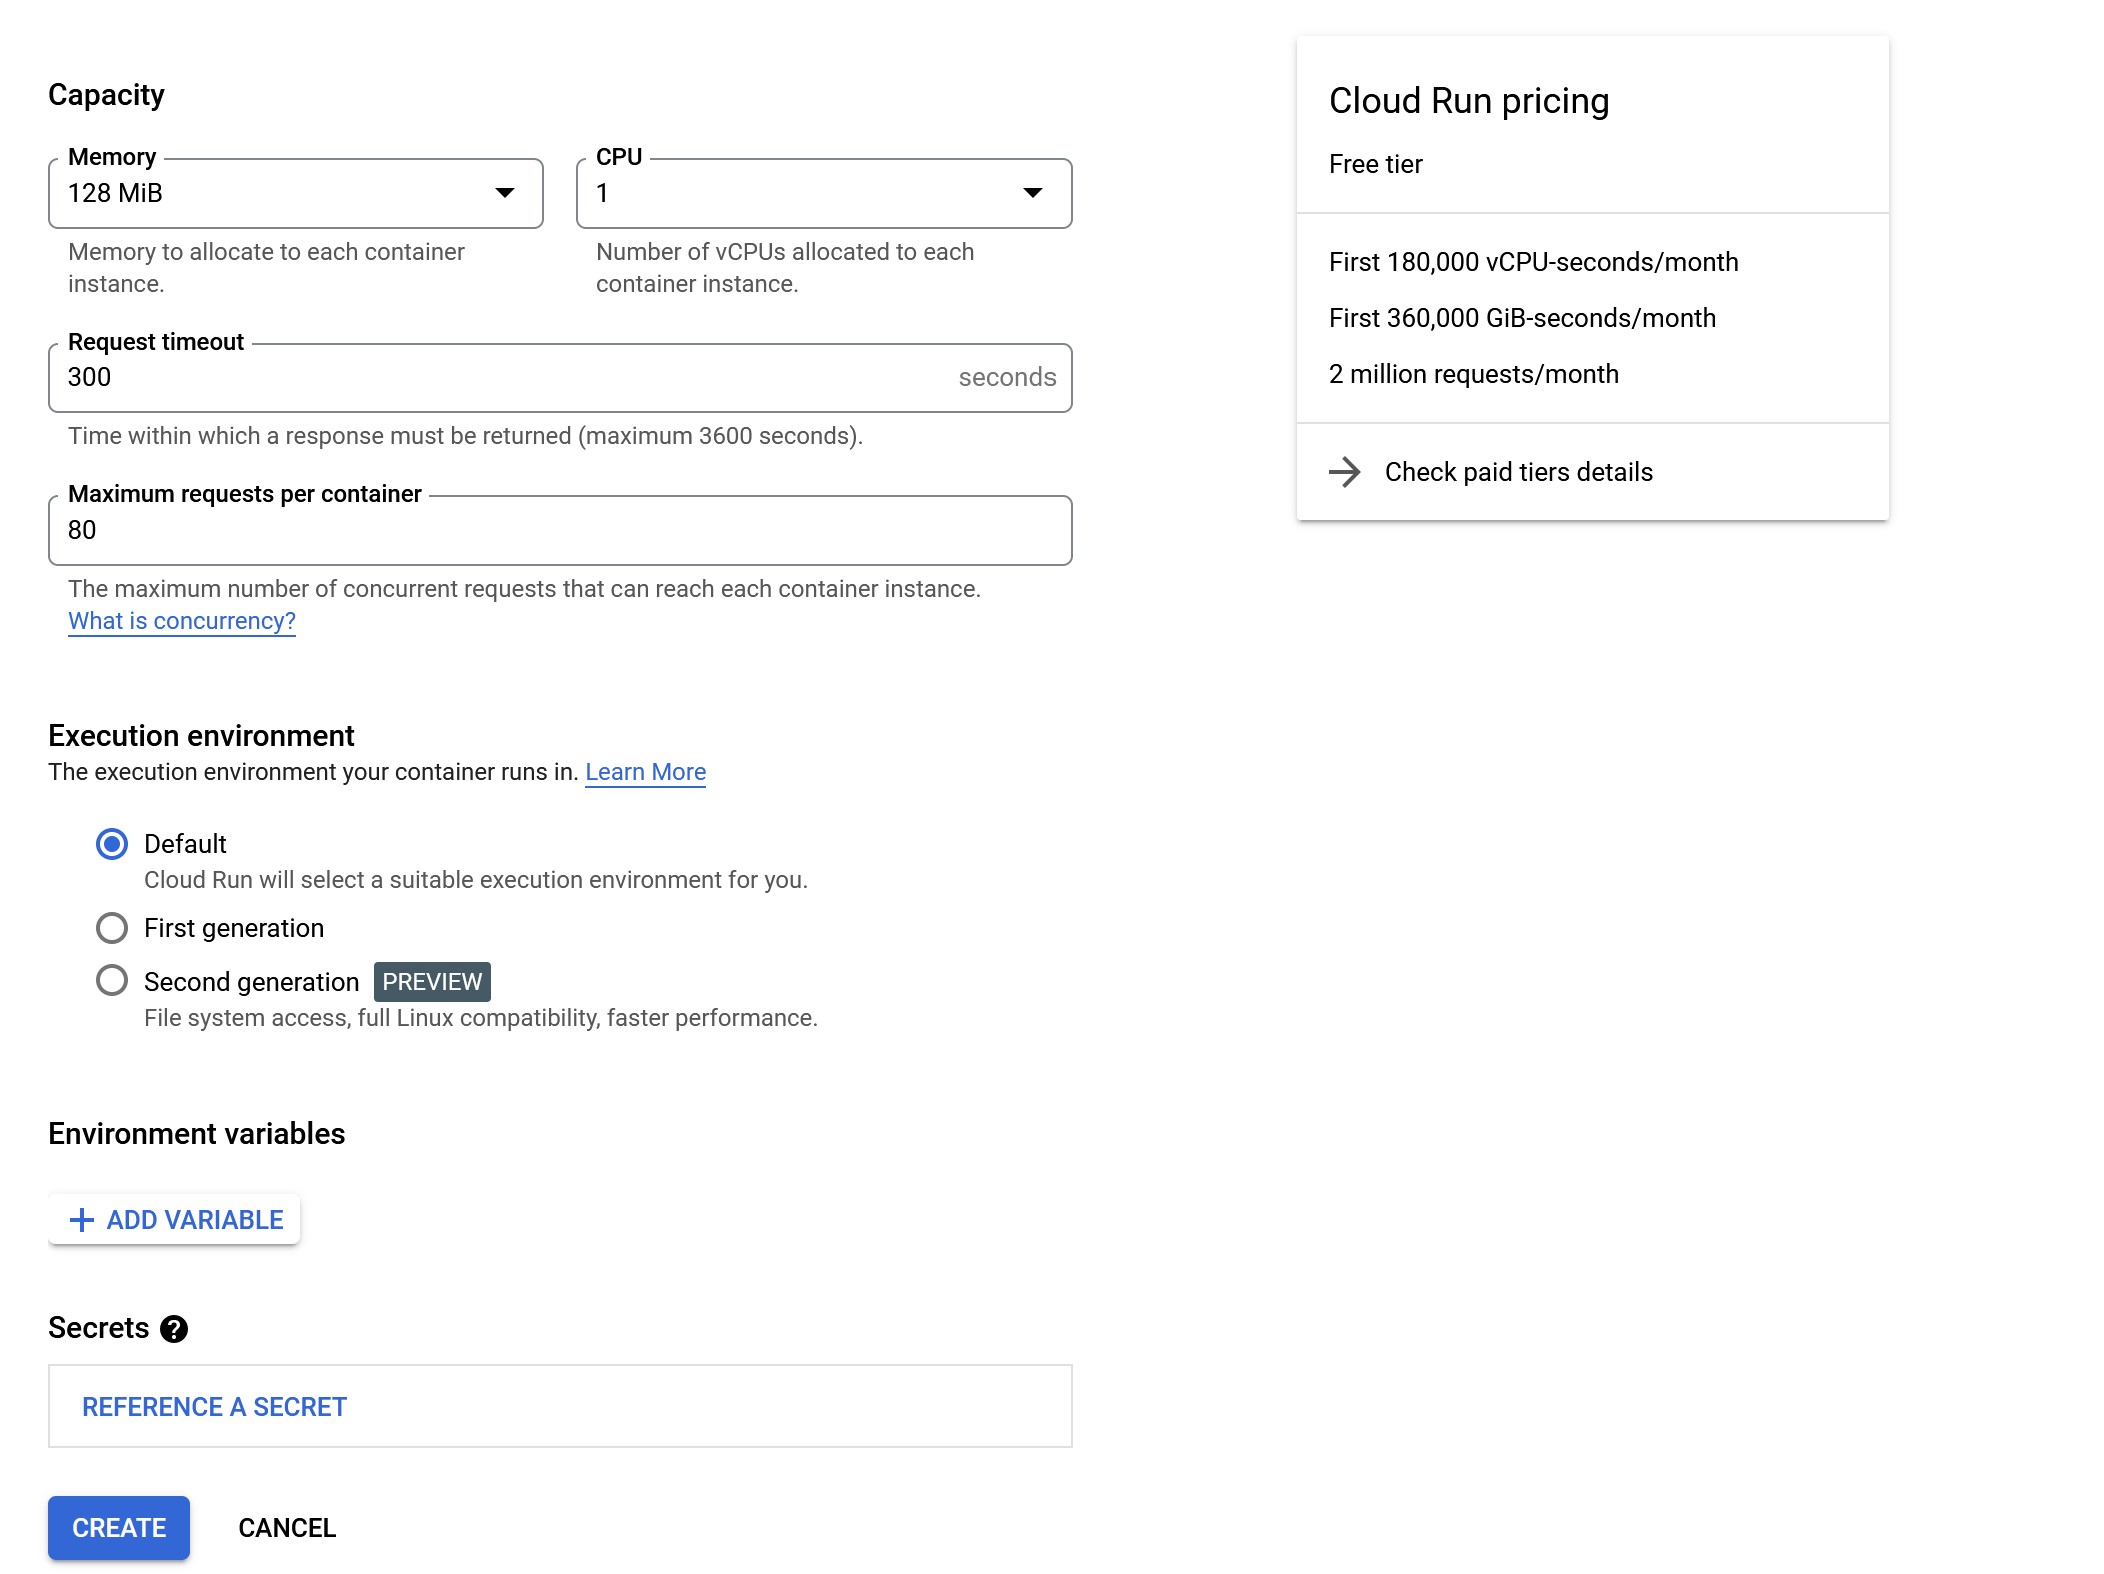 Capacity
Memory
128 MiB
Memory to allocate to each container
instance.
CPU
1
Number of vCPUs allocated to each
container instance.
Request timeout
300
seconds
Time within which a response must be returned (maximum 3600 seconds).
Maximum requests per container
80
The maximum number of concurrent requests that can reach each container instance.
What is concurrency?
Execution environment
The execution environment your container runs in. Learn More
Default
Cloud Run will select a suitable execution environment for you.
First generation
Second generation PREVIEW
File system access, full Linux compatibility, faster performance.
Environment variables
+ ADD VARIABLE
Secrets ?
REFERENCE A SECRET
CREATE
CANCEL
Cloud Run pricing
Free tier
First 180,000 vCPU-seconds/month
First 360,000 GiB-seconds/month
2 million requests/month
Check paid tiers details